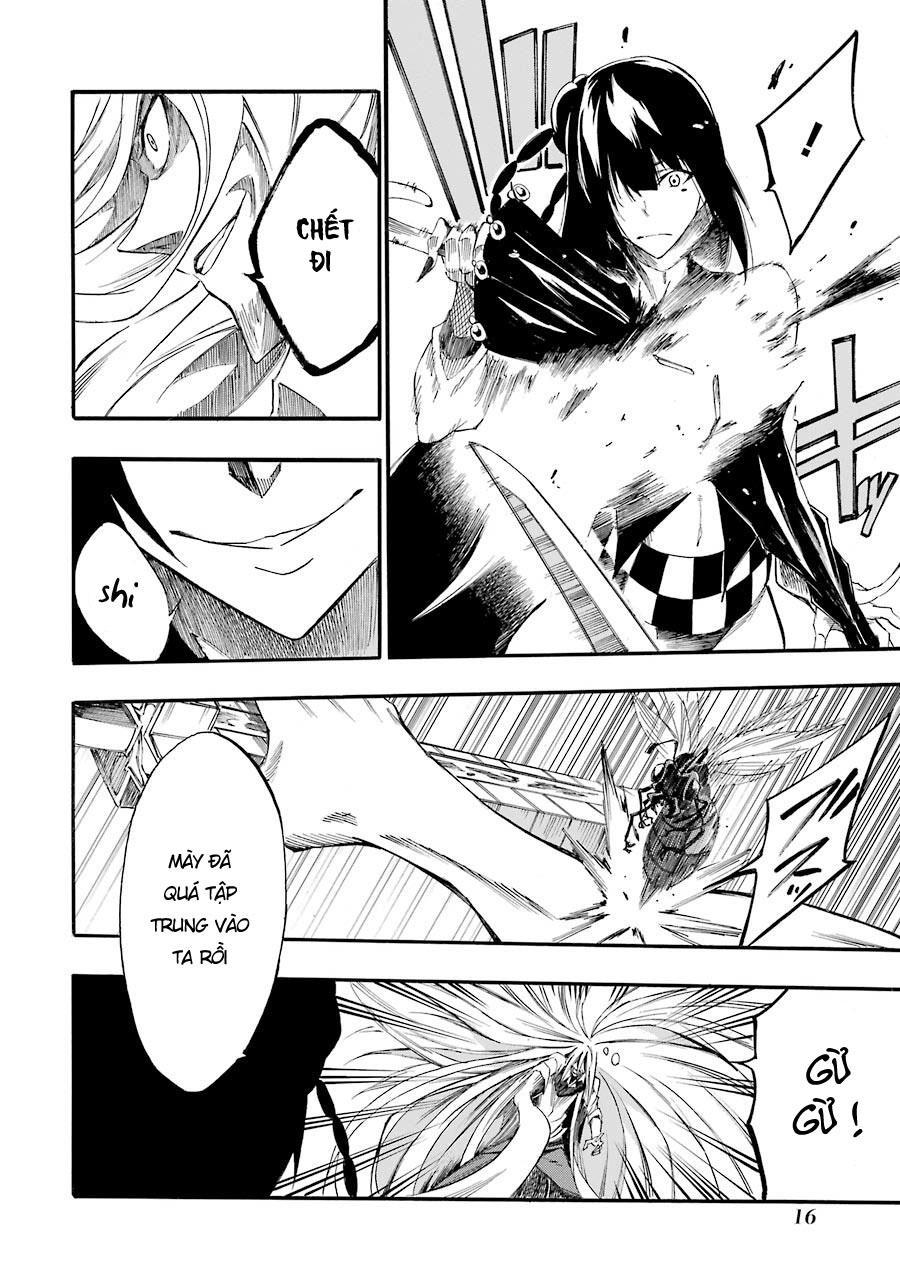 !
CHẾT
ĐI
shi
MÀY ĐÃ
QUÁ TẬP
TRUNG VÀO
TA RỒI
GỪ
GỪ !
16